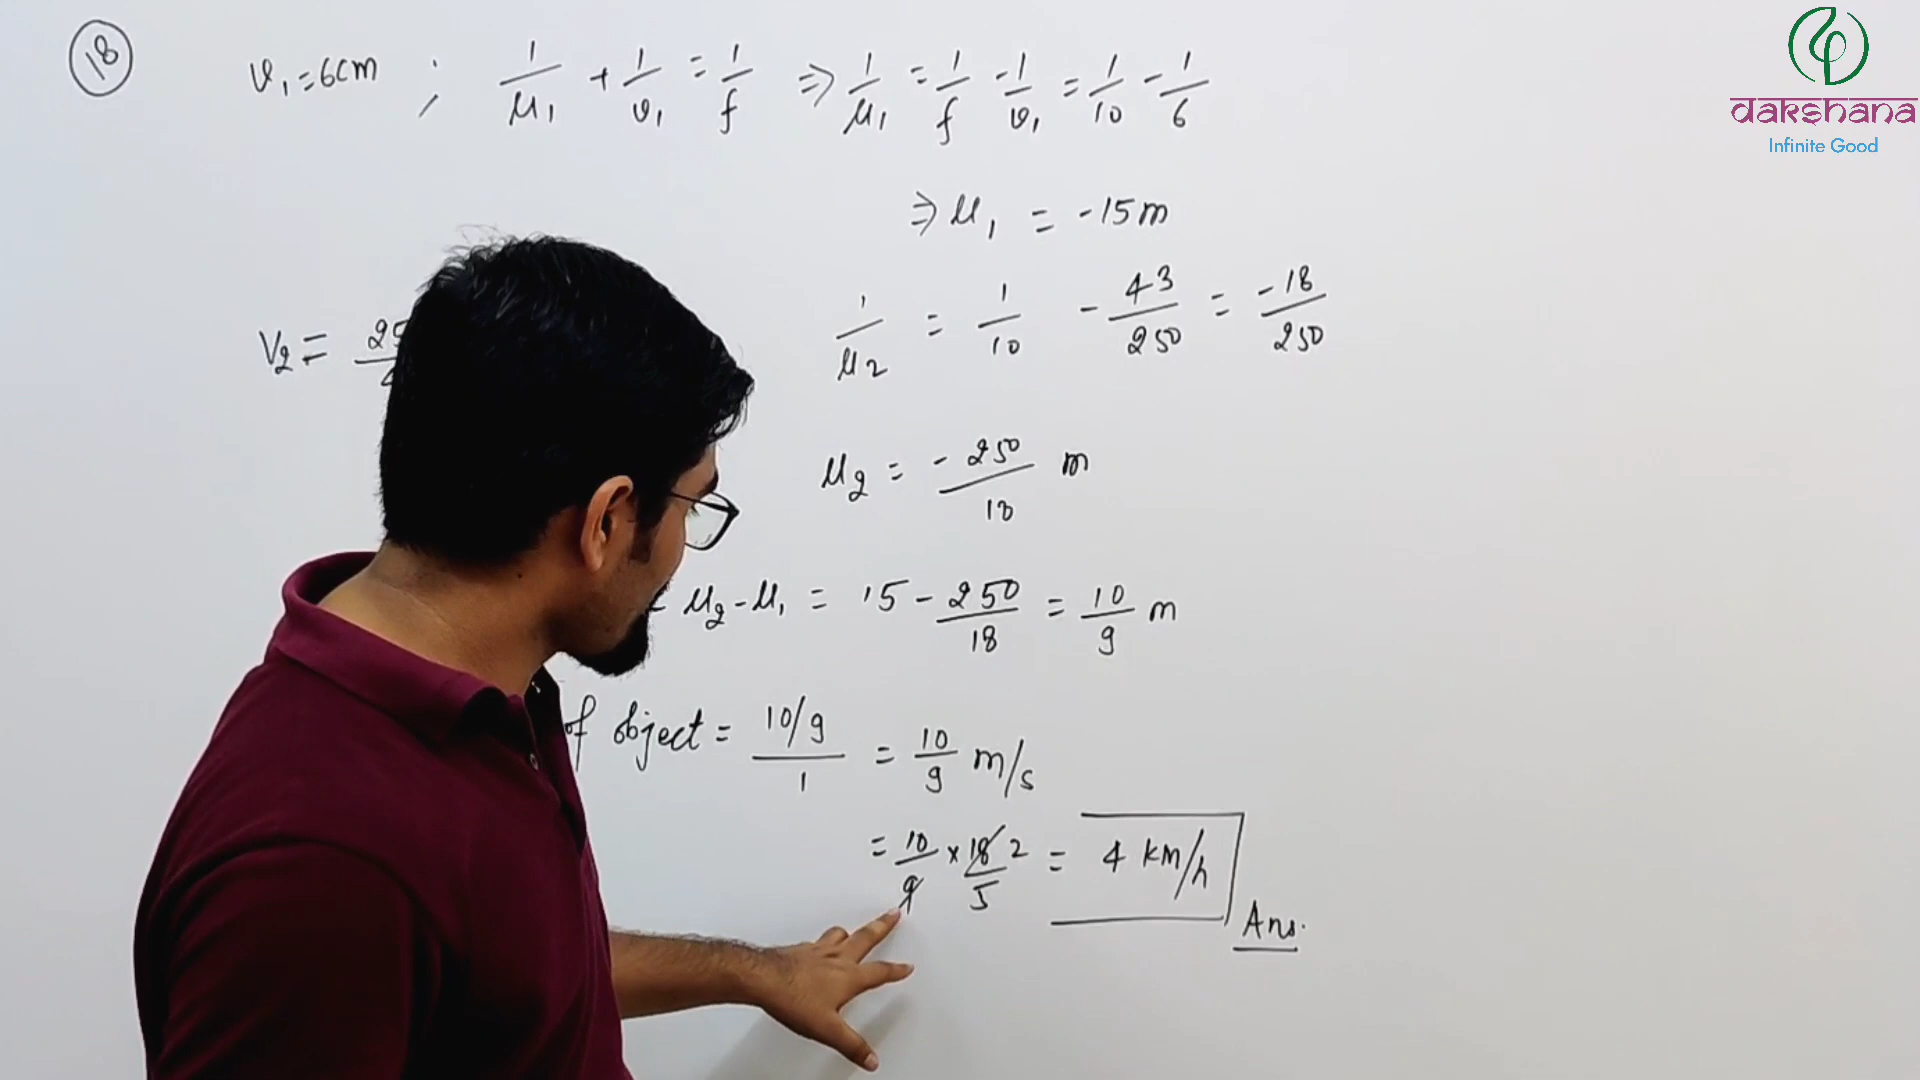 18
v₁ = 6cm ; 1/u₁ + 1/v₁ = 1/f ⇒ 1/u₁ = 1/f - 1/v₁ = 1/10 - 1/6
dakshana
Infinite Good
⇒ u₁ = -15m
V₂ = 25
1/u₂ = 1/10 - 43/250 = -18/250
u₂ = -250/18 m
u₂ - u₁ = 15 - 250/18 = 10/9 m
of object = 10/9/1 = 10/9 m/s
= 10/9 × 18/5 2 = 4 km/h
Ans.